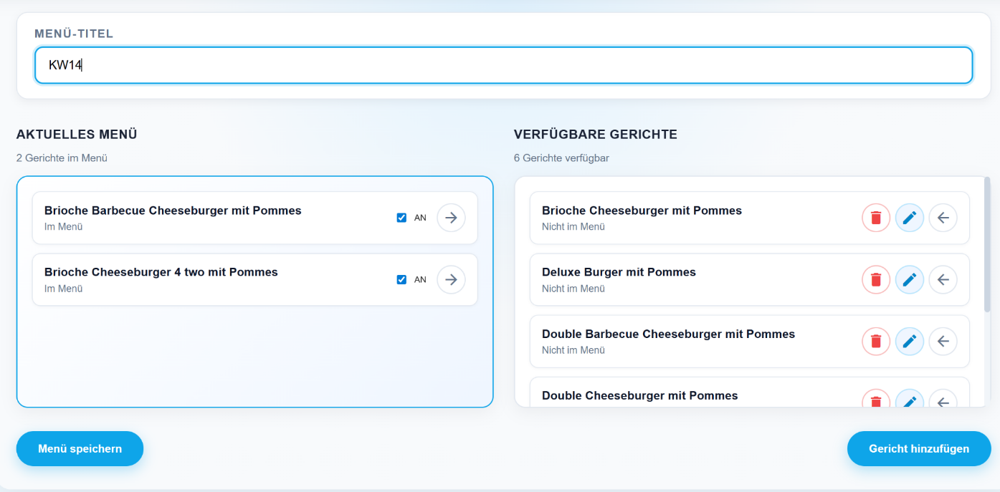 MENÜ-TITEL
KW14
AKTUELLES MENÜ
2 Gerichte im Menü
Brioche Barbecue Cheeseburger mit Pommes
Im Menü
AN
Brioche Cheeseburger 4 two mit Pommes
Im Menü
AN
VERFÜGBARE GERICHTE
6 Gerichte verfügbar
Brioche Cheeseburger mit Pommes
Nicht im Menü
Deluxe Burger mit Pommes
Nicht im Menü
Double Barbecue Cheeseburger mit Pommes
Nicht im Menü
Double Cheeseburger mit Pommes
Menü speichern
Gericht hinzufügen